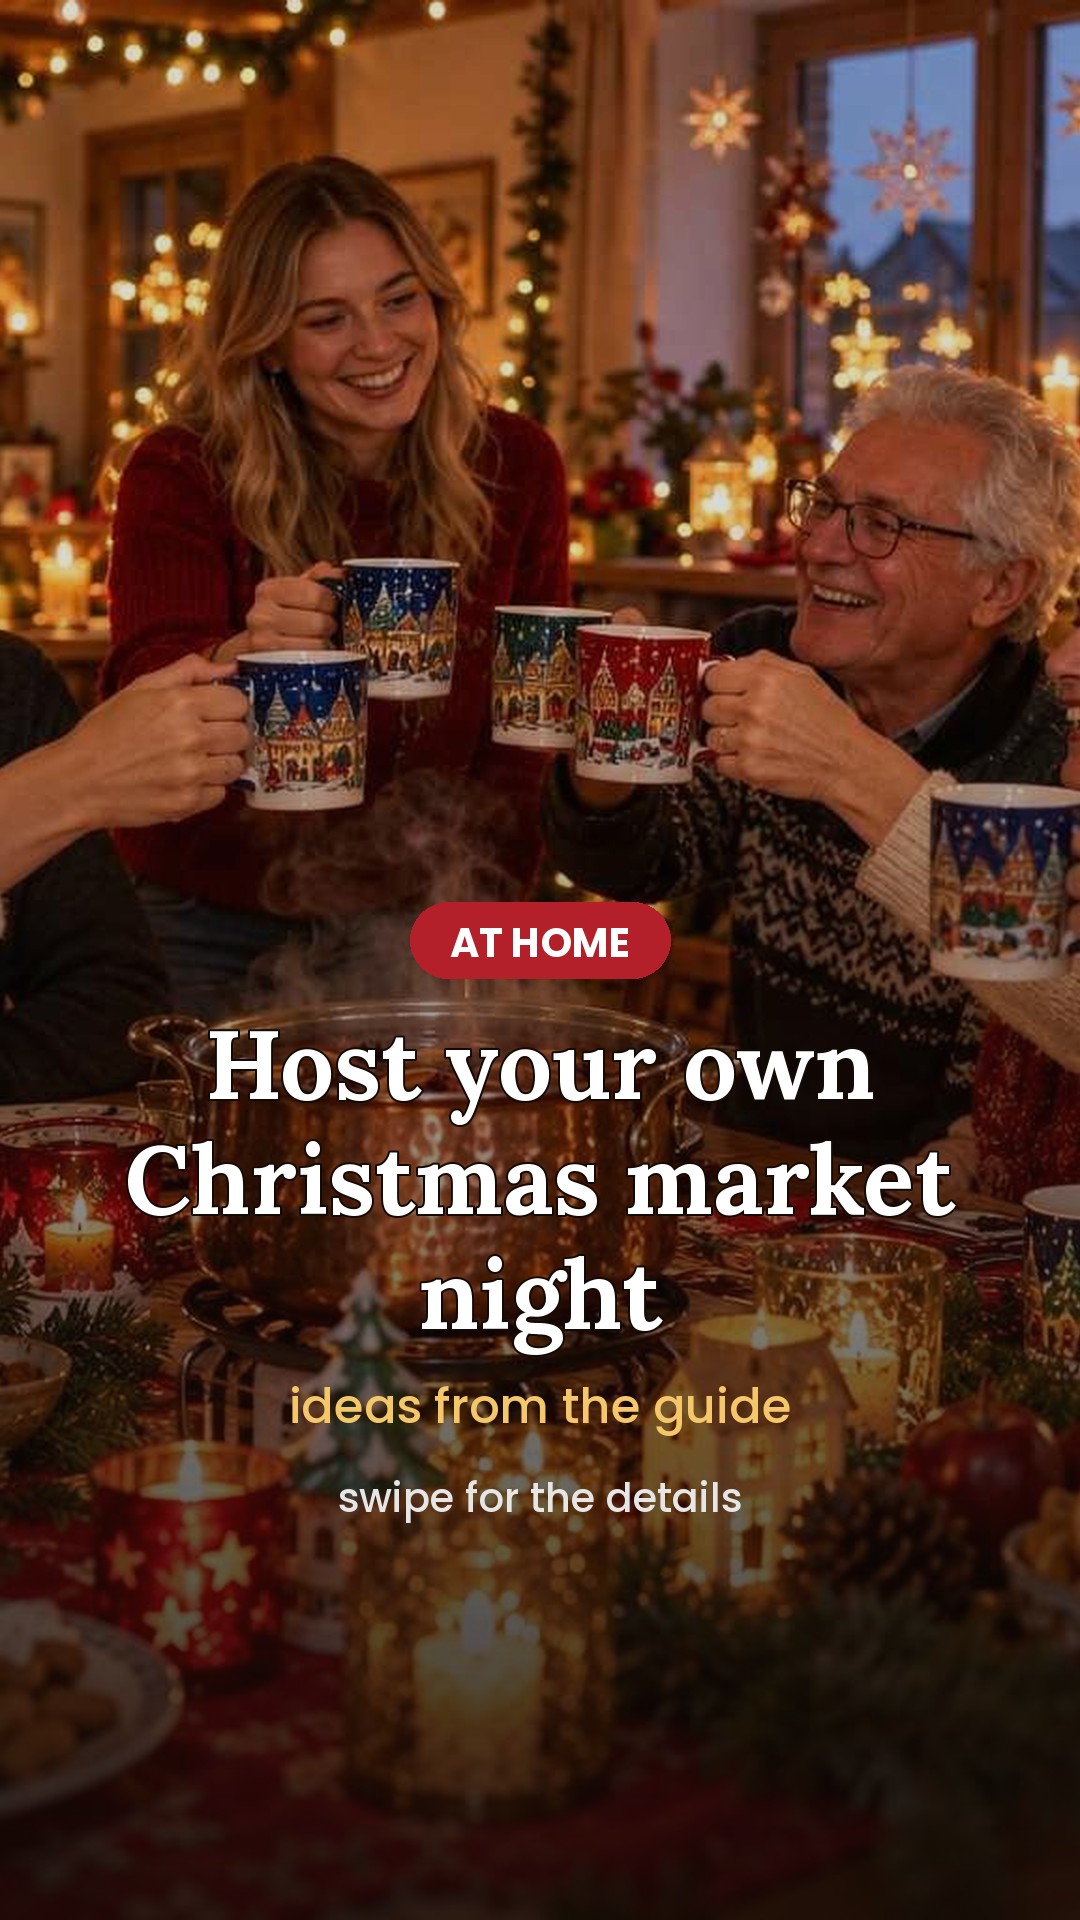 AT HOME
Host your own
Christmas market
night
ideas from the guide
swipe for the details